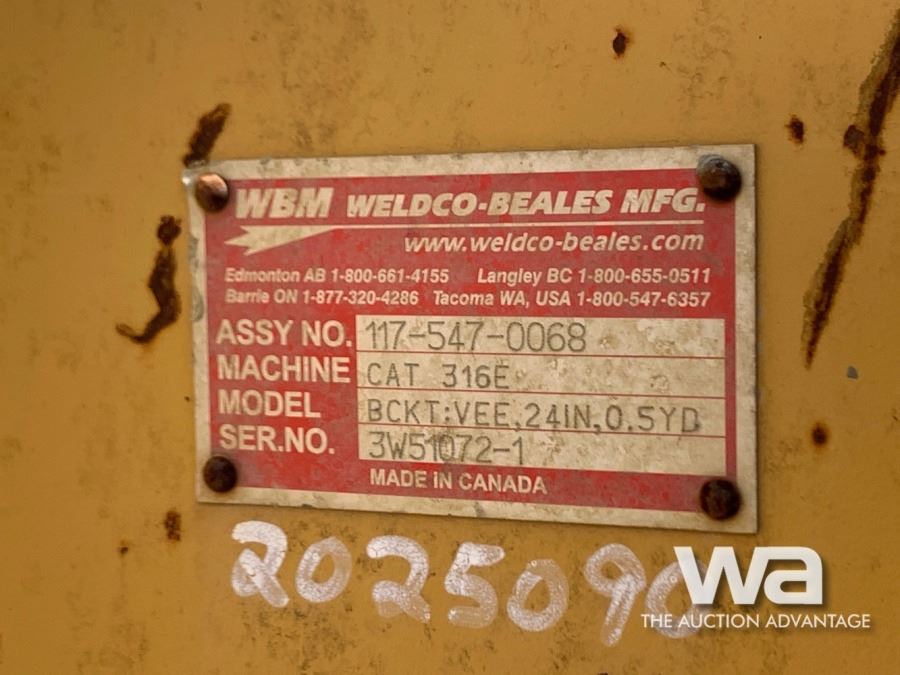 WBM WELDCO-BEALES MFG.
www.weldco-beales.com
Edmonton AB 1-800-661-4155 Langley BC 1-800-655-0511
Barrie ON 1-877-320-4286 Tacoma WA, USA 1-800-547-6357
ASSY NO. 117-547-0068
MACHINE CAT 316E
MODEL BCKT:VEE,24IN,0.5YD
SER.NO. 3W51072-1
MADE IN CANADA
wa
THE AUCTION ADVANTAGE